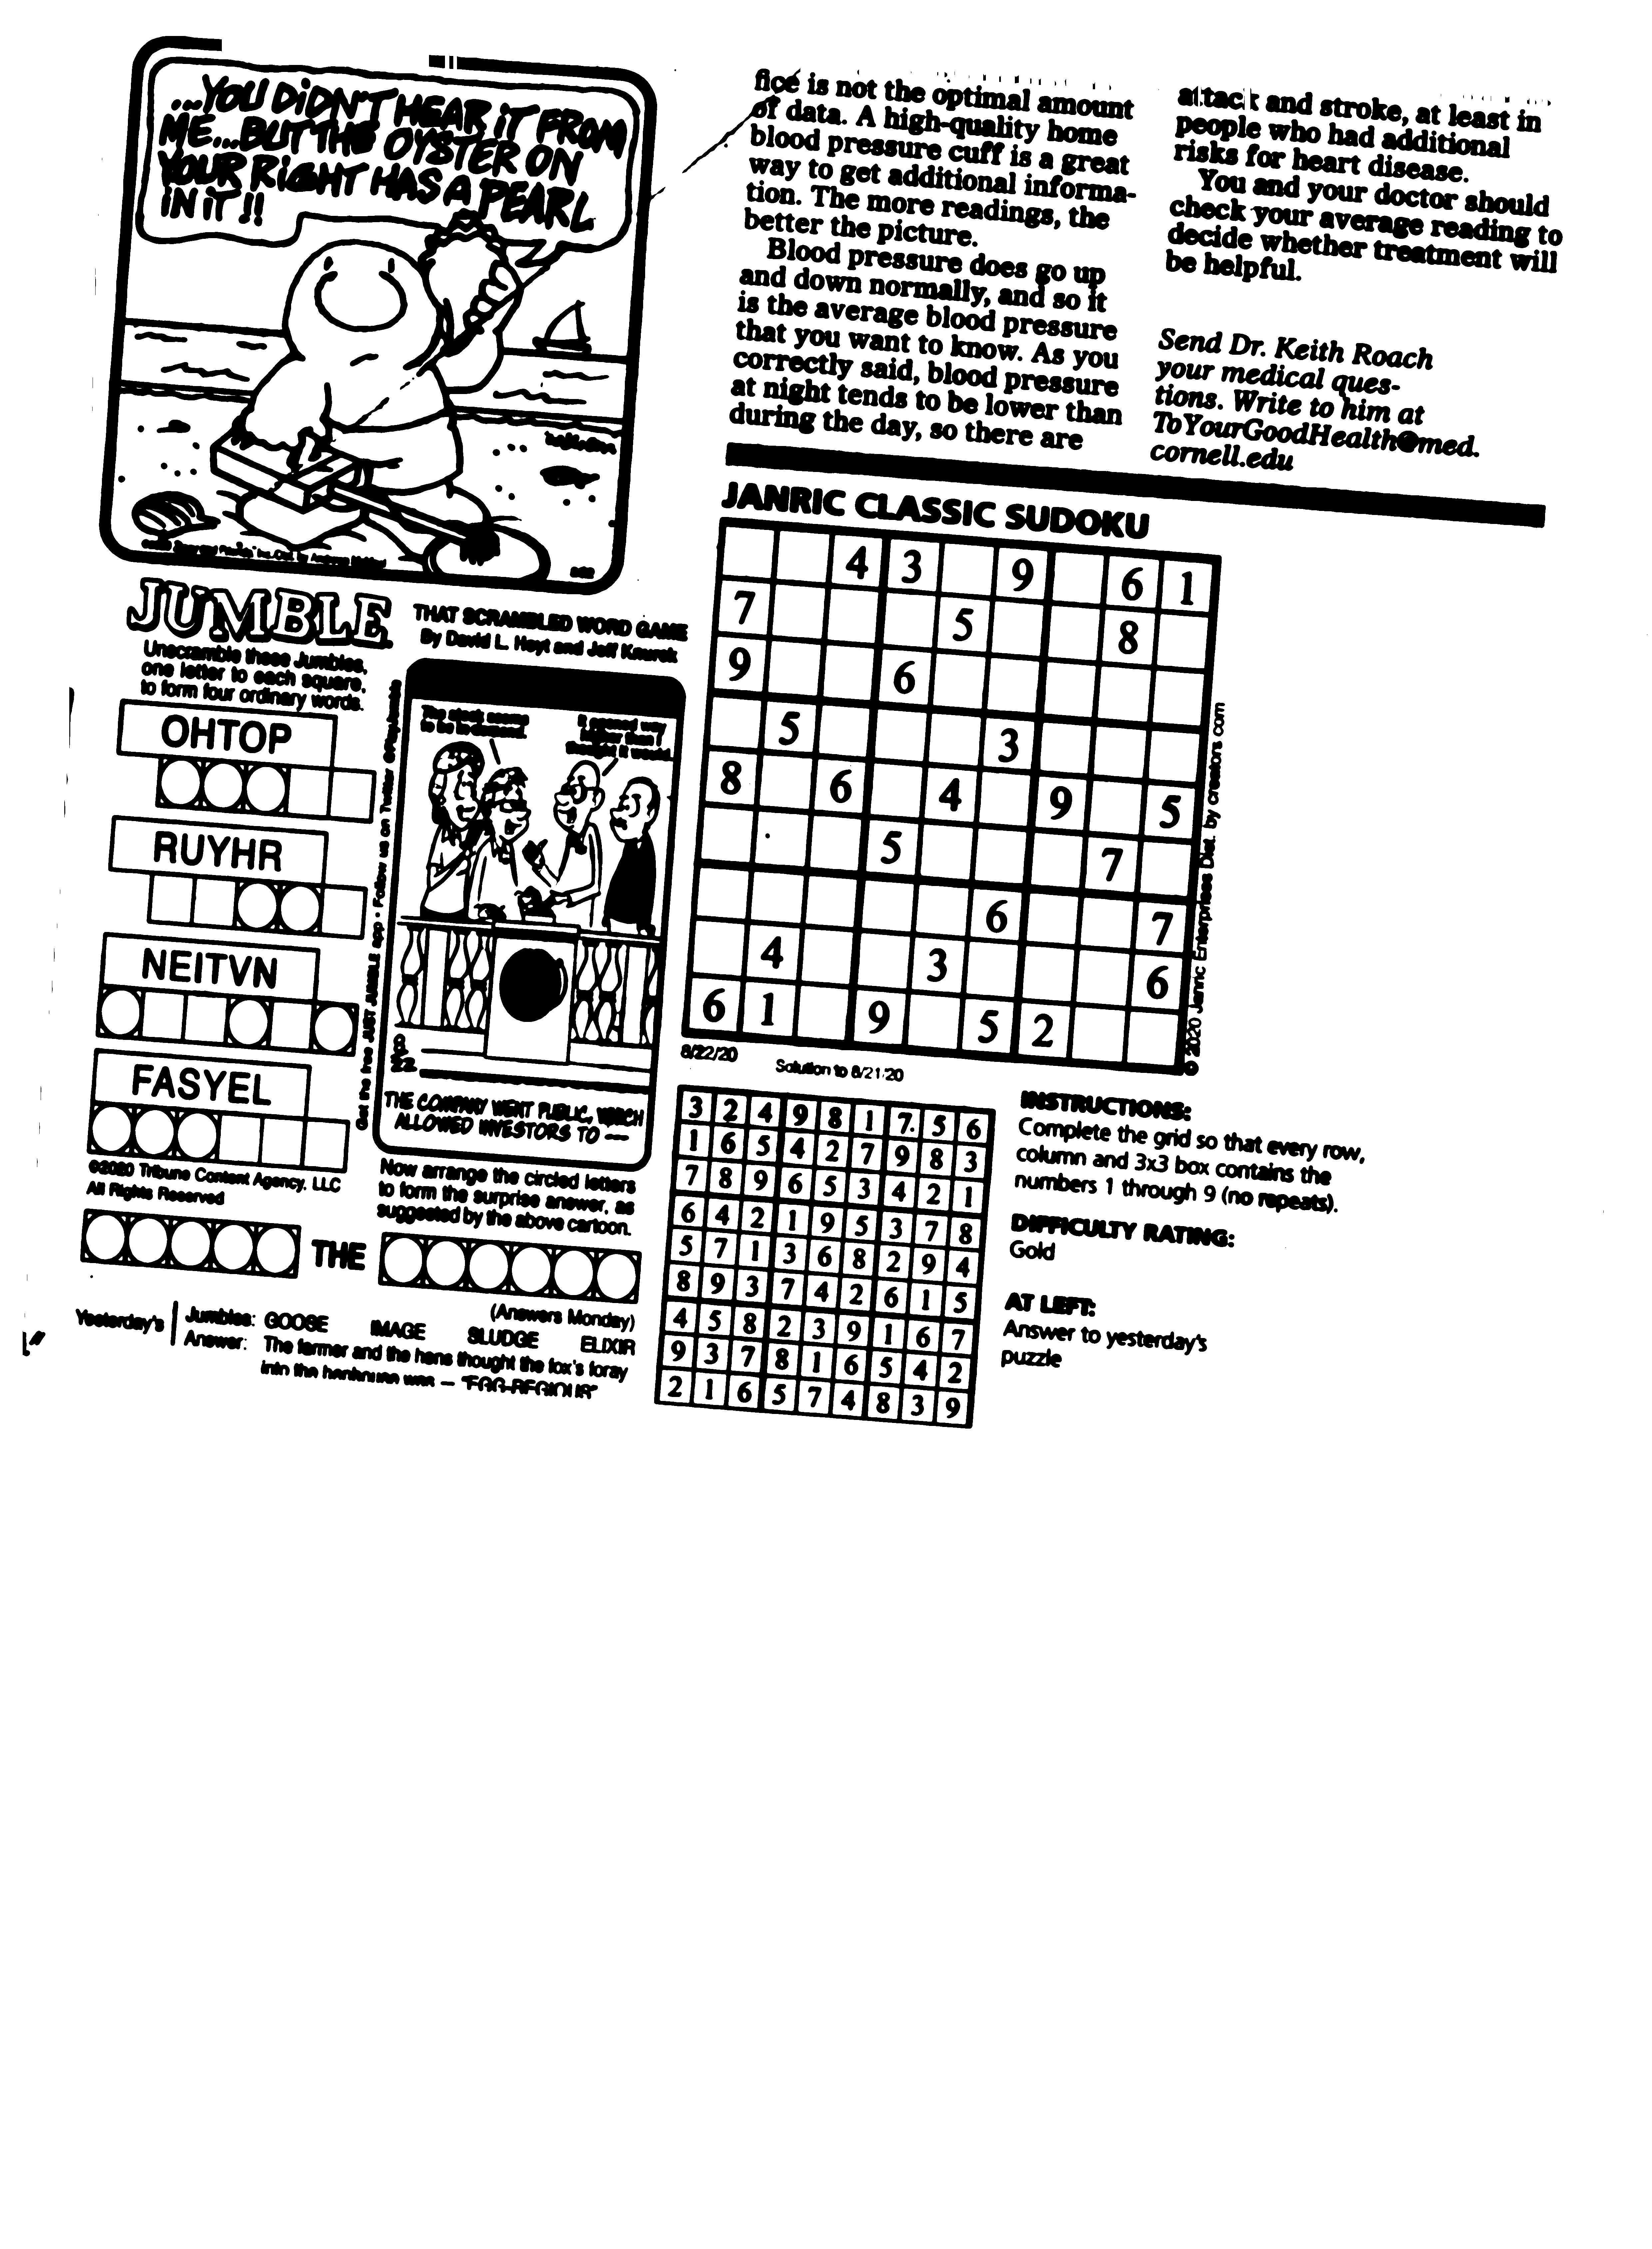 ...YOU DIDN'T HEAR IT FROM
ME...BUT THE OYSTER ON
YOUR RIGHT HAS A PEARL
IN IT!!
fice is not the optimal amount
of data. A high-quality home
blood pressure cuff is a great
way to get additional informa-
tion. The more readings, the
better the picture.
Blood pressure does go up
and down normally, and so it
is the average blood pressure
that you want to know. As you
correctly said, blood pressure
at night tends to be lower than
during the day, so there are
attack and stroke, at least in
people who had additional
risks for heart disease.
You and your doctor should
check your average reading to
decide whether treatment will
be helpful.
Send Dr. Keith Roach
your medical ques-
tions. Write to him at
ToYourGoodHealth@med.
cornell.edu
JUMBLE
THAT SCRAMBLED WORD GAME
By David L. Hoyt and Jeff Knurek
Unscramble these Jumbles,
one letter to each square,
to form four ordinary words.
OHTOP
RUYHR
NEITVN
FASYEL
©2020 Tribune Content Agency, LLC
All Rights Reserved
Get the free JUST JUMBLE app • Follow us on Twitter @PlayJumble
The stock seems
to be in demand.
It opened way
higher than I
thought it would.
THE COMPANY WENT PUBLIC, WHICH
ALLOWED INVESTORS TO ---
Now arrange the circled letters
to form the surprise answer, as
suggested by the above cartoon.
THE
(Answers Monday)
Yesterday's
Jumbles: GOOSE IMAGE SLUDGE ELIXIR
Answer: The farmer and the hens thought the fox's foray
into the henhouse was — "EGG-REGIOUS"
JANRIC CLASSIC SUDOKU
4 3 9 6 1
7 5 8
9 6
5 3
8 6 4 9 5
5 7
6 7
4 3 6
6 1 9 5 2
© 2020 Janric Enterprises Dist. by creators.com
8/22/20
Solution to 8/21/20
3 2 4 9 8 1 7 5 6
1 6 5 4 2 7 9 8 3
7 8 9 6 5 3 4 2 1
6 4 2 1 9 5 3 7 8
5 7 1 3 6 8 2 9 4
8 9 3 7 4 2 6 1 5
4 5 8 2 3 9 1 6 7
9 3 7 8 1 6 5 4 2
2 1 6 5 7 4 8 3 9
INSTRUCTIONS:
Complete the grid so that every row,
column and 3x3 box contains the
numbers 1 through 9 (no repeats).
DIFFICULTY RATING:
Gold
AT LEFT:
Answer to yesterday's
puzzle